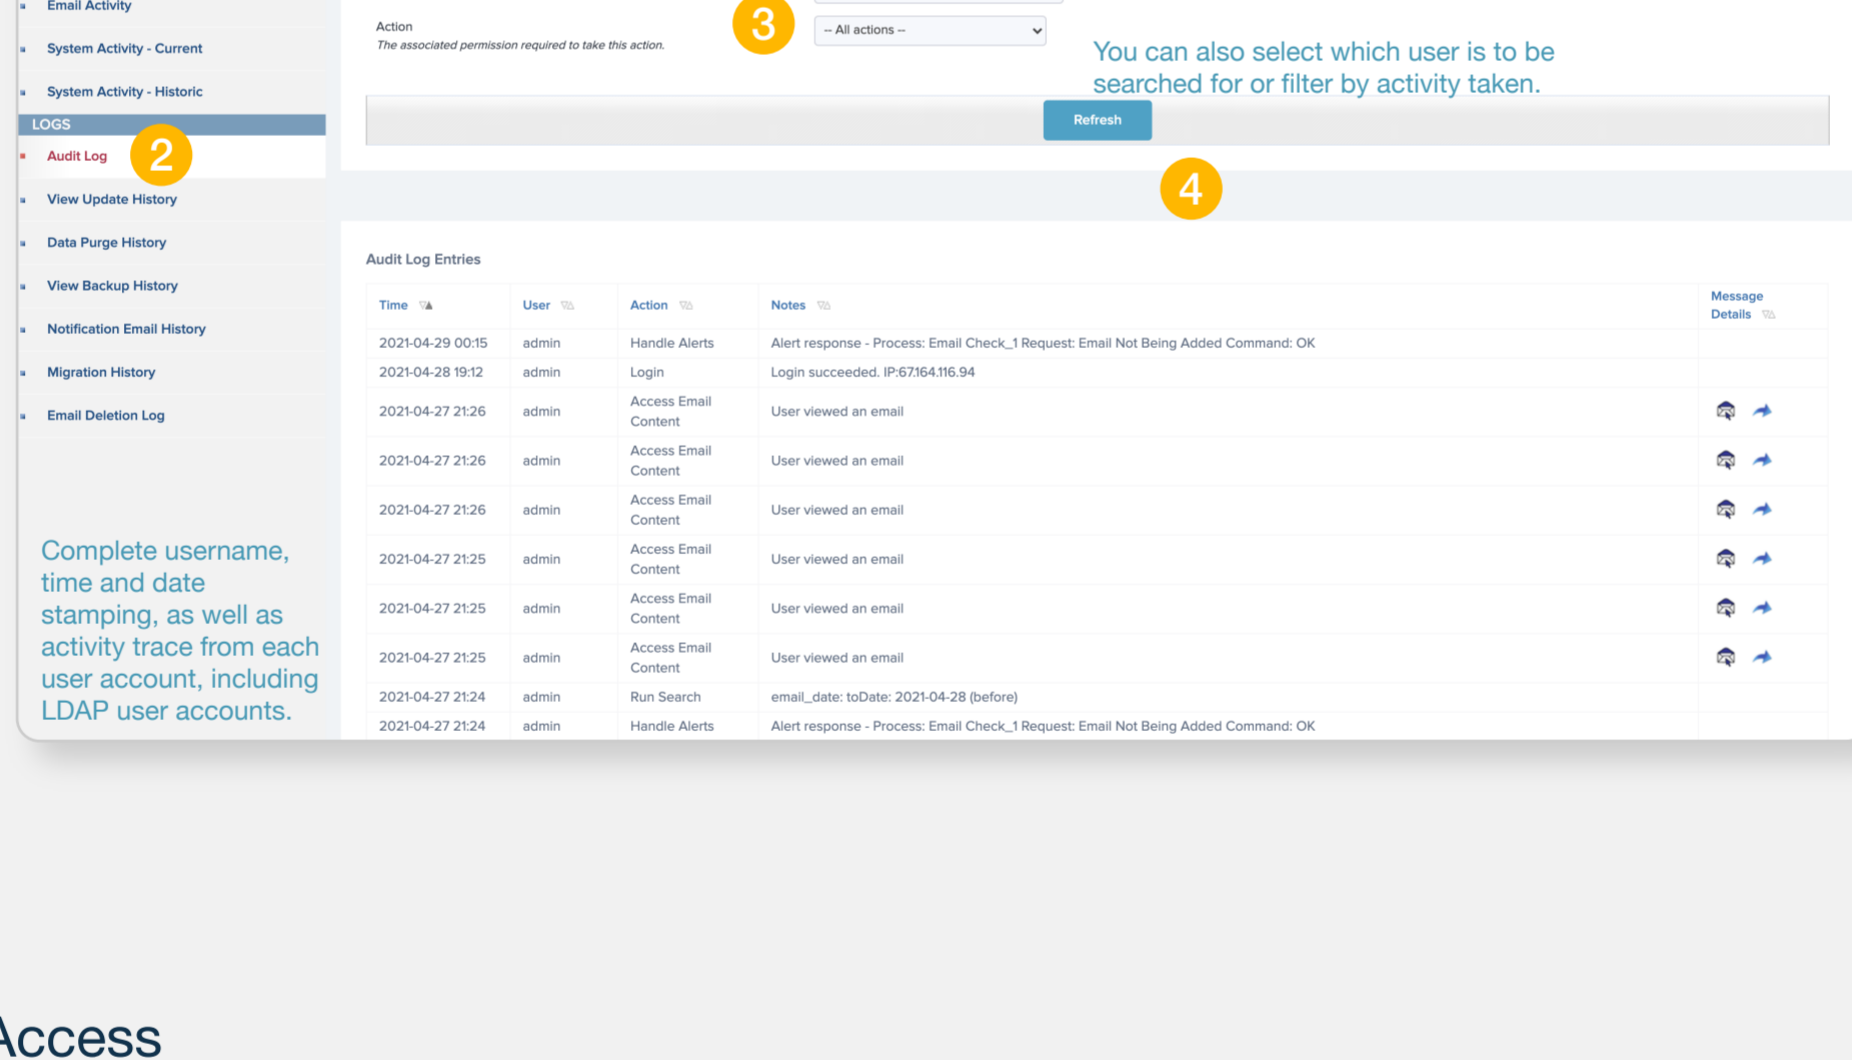 Email Activity
System Activity - Current
System Activity - Historic
LOGS
Audit Log
2
View Update History
Data Purge History
View Backup History
Notification Email History
Migration History
Email Deletion Log
Complete username,
time and date
stamping, as well as
activity trace from each
user account, including
LDAP user accounts.
Action
The associated permission required to take this action.
3
-- All actions --
You can also select which user is to be
searched for or filter by activity taken.
Refresh
4
Audit Log Entries
Time User Action Notes Message
Details
2021-04-29 00:15 admin Handle Alerts Alert response - Process: Email Check_1 Request: Email Not Being Added Command: OK
2021-04-28 19:12 admin Login Login succeeded. IP:67.164.116.94
2021-04-27 21:26 admin Access Email
Content User viewed an email
2021-04-27 21:26 admin Access Email
Content User viewed an email
2021-04-27 21:26 admin Access Email
Content User viewed an email
2021-04-27 21:25 admin Access Email
Content User viewed an email
2021-04-27 21:25 admin Access Email
Content User viewed an email
2021-04-27 21:25 admin Access Email
Content User viewed an email
2021-04-27 21:24 admin Run Search email_date: toDate: 2021-04-28 (before)
2021-04-27 21:24 admin Handle Alerts Alert response - Process: Email Check_1 Request: Email Not Being Added Command: OK
Access